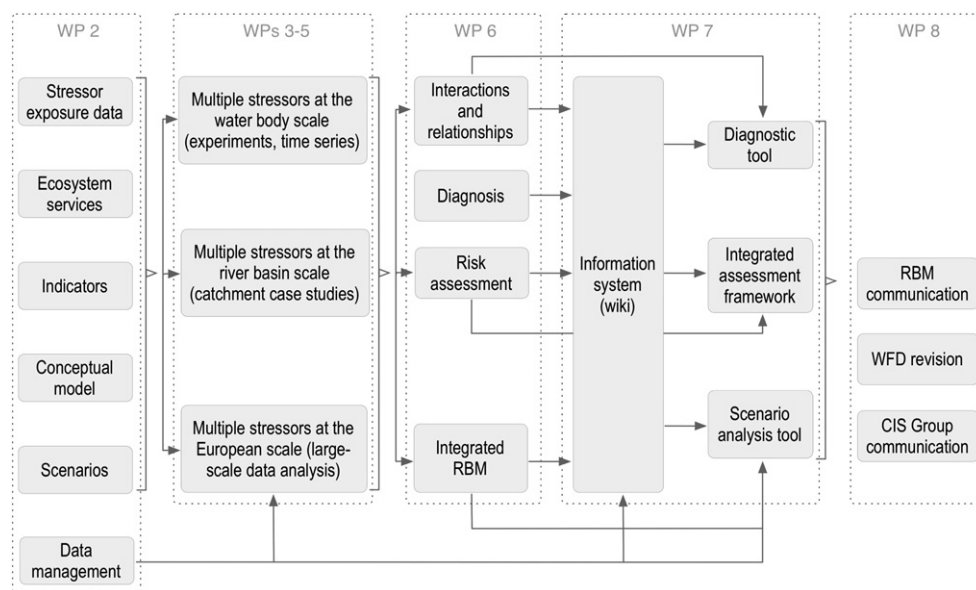 WP 2
Stressor
exposure data
Ecosystem
services
Indicators
Conceptual
model
Scenarios
Data
management
WPs 3-5
Multiple stressors at the
water body scale
(experiments, time series)
Multiple stressors at the
river basin scale
(catchment case studies)
Multiple stressors at the
European scale (large-
scale data analysis)
WP 6
Interactions
and
relationships
Diagnosis
Risk
assessment
Integrated
RBM
WP 7
Information
system
(wiki)
Diagnostic
tool
Integrated
assessment
framework
Scenario
analysis tool
WP 8
RBM
communication
WFD revision
CIS Group
communication